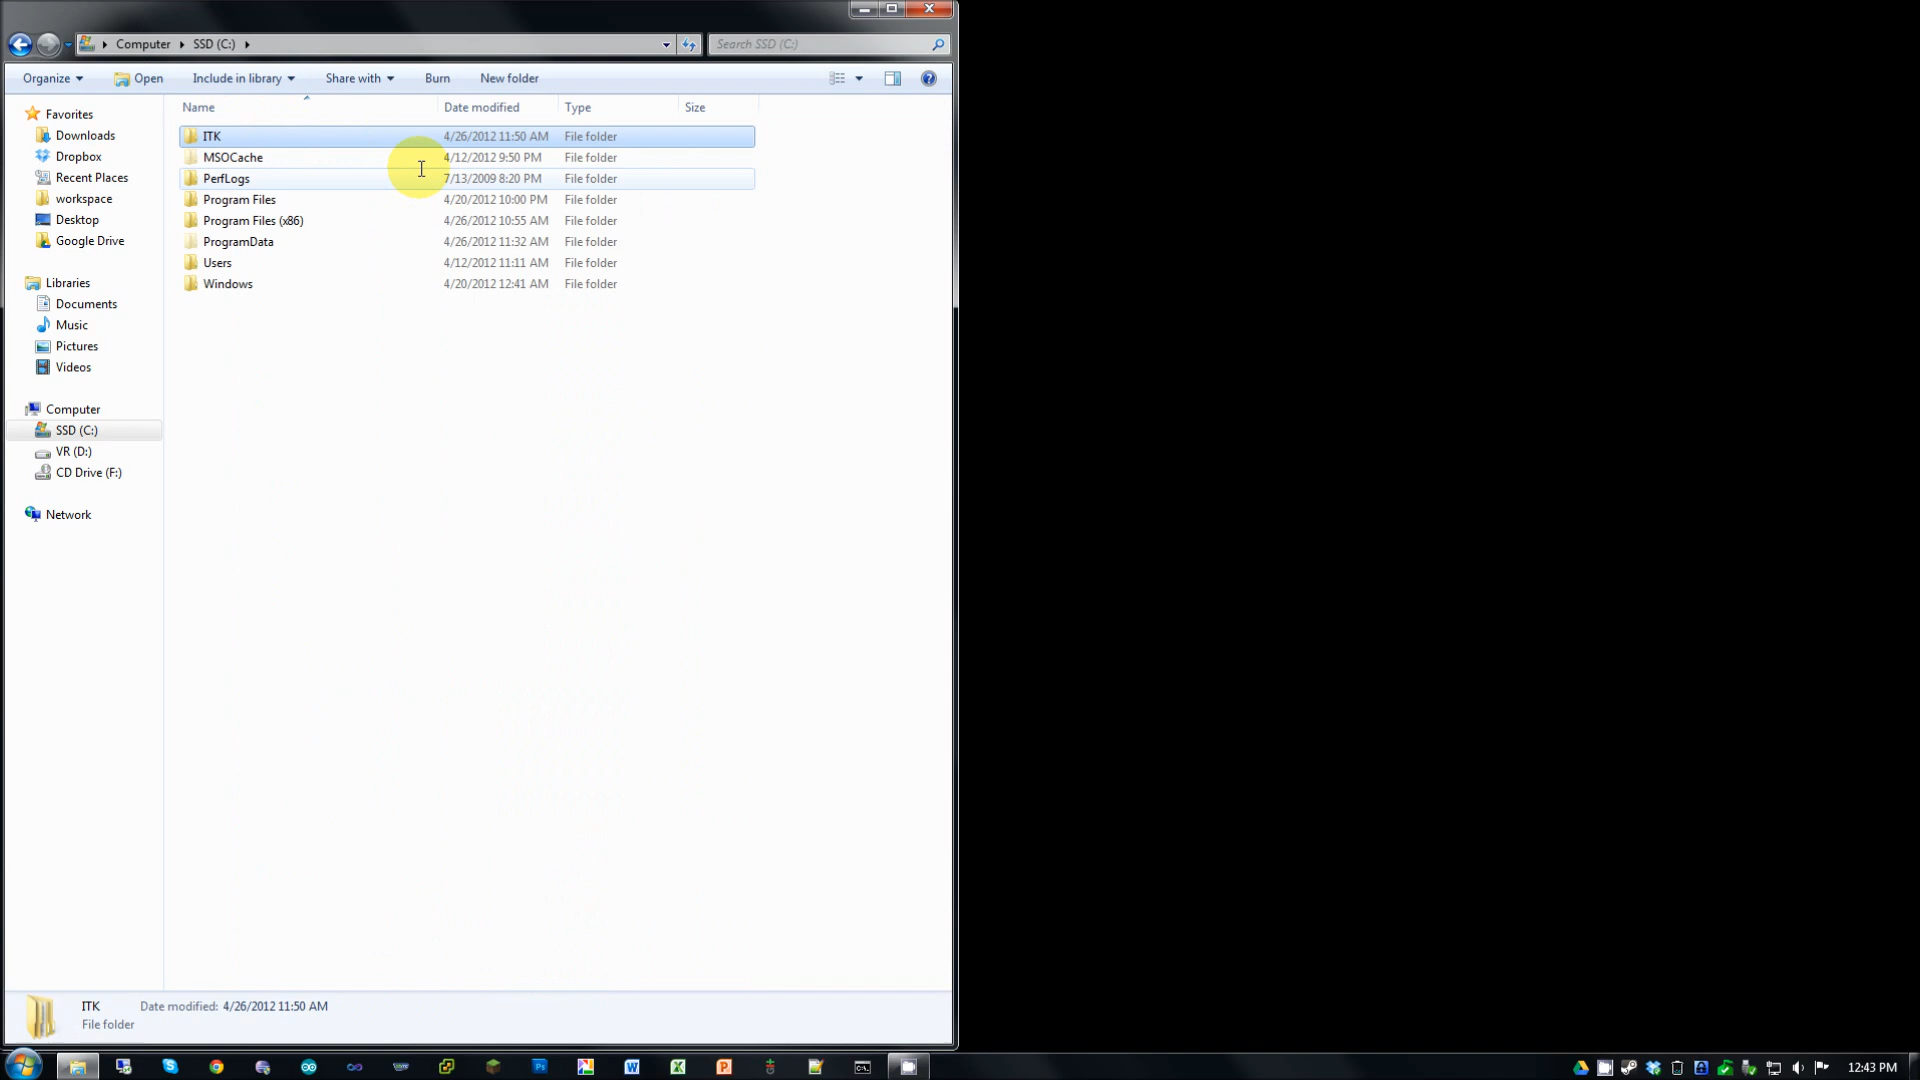 Computer SSD (C:)
Search SSD (C:)
Organize Open Include in library Share with Burn New folder
Name Date modified Type Size
Favorites
Downloads
Dropbox
Recent Places
workspace
Desktop
Google Drive
Libraries
Documents
Music
Pictures
Videos
Computer
SSD (C:)
VR (D:)
CD Drive (F:)
Network
ITK 4/26/2012 11:50 AM File folder
MSOCache 4/12/2012 9:50 PM File folder
PerfLogs 7/13/2009 8:20 PM File folder
Program Files 4/20/2012 10:00 PM File folder
Program Files (x86) 4/26/2012 10:55 AM File folder
ProgramData 4/26/2012 11:32 AM File folder
Users 4/12/2012 11:11 AM File folder
Windows 4/20/2012 12:41 AM File folder
ITK Date modified: 4/26/2012 11:50 AM
File folder
12:43 PM